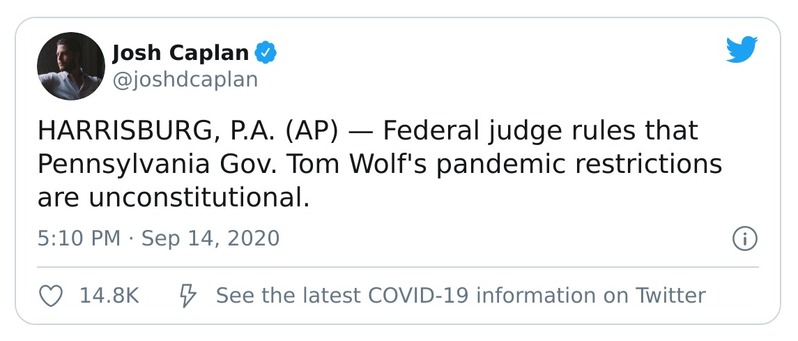 Josh Caplan
@joshdcaplan
HARRISBURG, P.A. (AP) — Federal judge rules that
Pennsylvania Gov. Tom Wolf's pandemic restrictions
are unconstitutional.
5:10 PM · Sep 14, 2020
14.8K See the latest COVID-19 information on Twitter